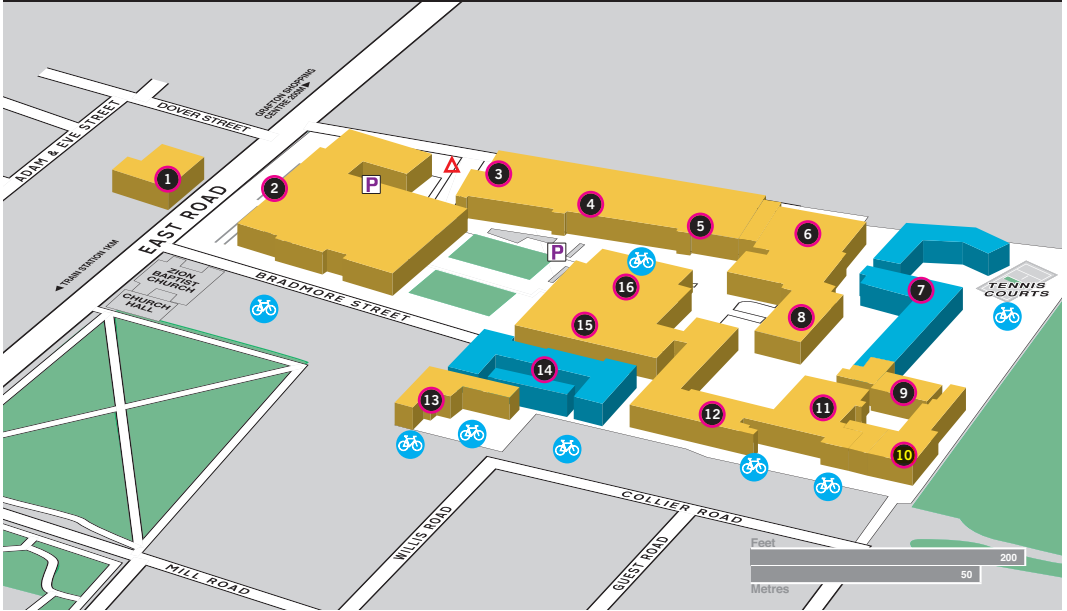 GRAFTON SHOPPING
CENTRE 200M
DOVER STREET
ADAM & EVE STREET
EAST ROAD
TRAIN STATION 1KM
ZION
BAPTIST
CHURCH
CHURCH
HALL
BRADMORE STREET
1
2
P
3
4
5
6
P
16
15
7
TENNIS
COURTS
8
14
13
12
11
9
10
COLLIER ROAD
WILLIS ROAD
GUEST ROAD
MILL ROAD
Feet
200
50
Metres